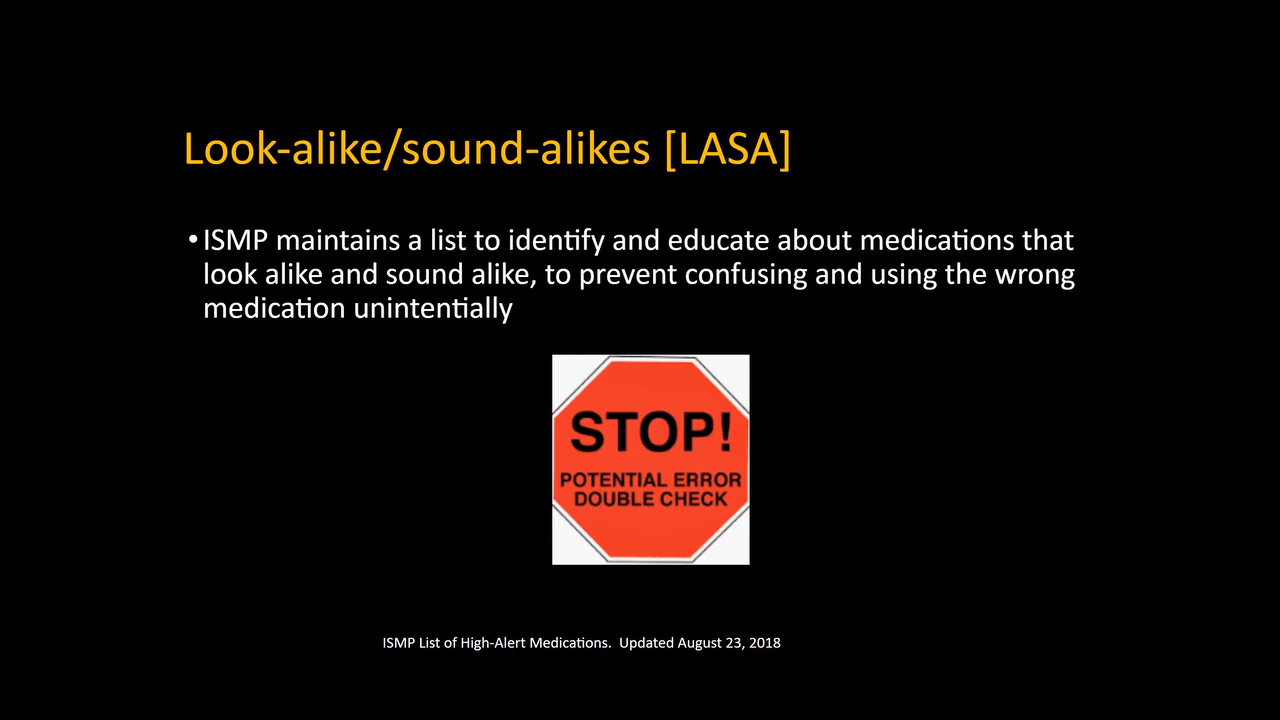 Look-alike/sound-alikes [LASA]
• ISMP maintains a list to identify and educate about medications that
look alike and sound alike, to prevent confusing and using the wrong
medication unintentially
STOP!
POTENTIAL ERROR
DOUBLE CHECK
ISMP List of High-Alert Medications.  Updated August 23, 2018